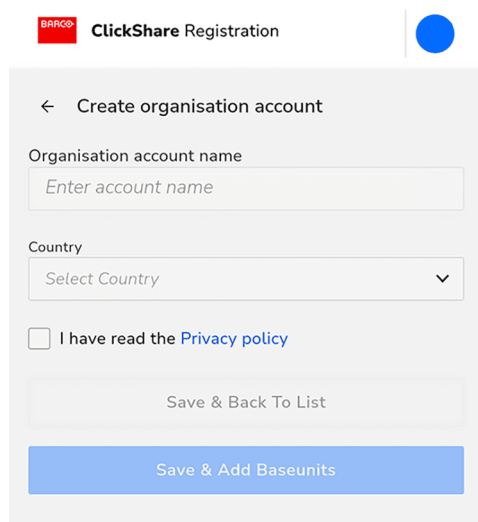 BARCO
ClickShare Registration
Create organisation account
Organisation account name
Enter account name
Country
Select Country
I have read the Privacy policy
Save & Back To List
Save & Add Baseunits